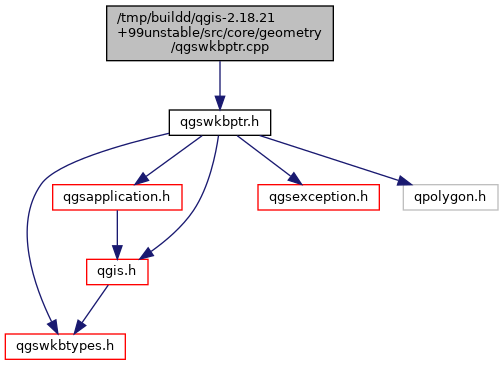 /tmp/buildd/qgis-2.18.21
+99unstable/src/core/geometry
/qgswkbptr.cpp
qgswkbptr.h
qgsapplication.h
qgsexception.h
qpolygon.h
qgis.h
qgswkbtypes.h